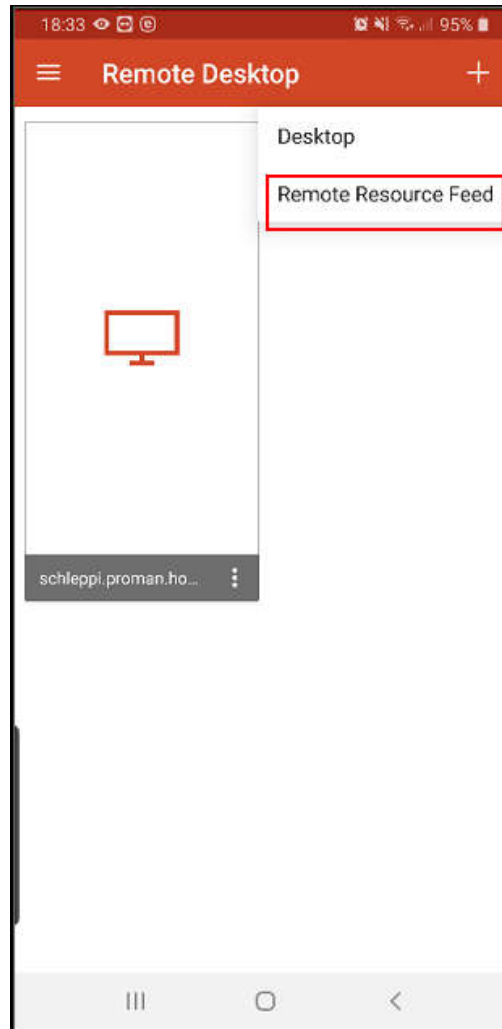 18:33 95%
Remote Desktop
Desktop
Remote Resource Feed
schleppi.proman.ho...